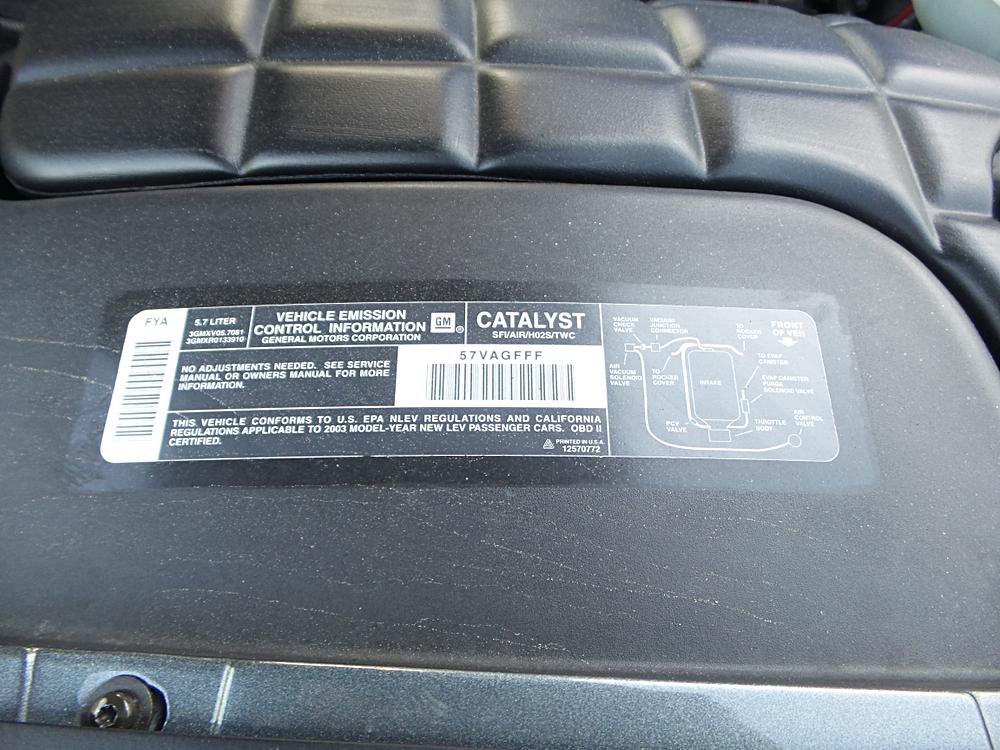 FYA
5.7 LITER
3GMXV05.7081
3GMXR0133910
VEHICLE EMISSION
CONTROL INFORMATION
GENERAL MOTORS CORPORATION
GM ®
CATALYST
SFI/AIR/H02S/TWC
NO ADJUSTMENTS NEEDED. SEE SERVICE
MANUAL OR OWNERS MANUAL FOR MORE
INFORMATION.
57VAGFFF
THIS VEHICLE CONFORMS TO U.S. EPA NLEV REGULATIONS AND CALIFORNIA
REGULATIONS APPLICABLE TO 2003 MODEL-YEAR NEW LEV PASSENGER CARS. OBD II
CERTIFIED.
PRINTED IN U.S.A.
12570772
VACUUM
CHECK
VALVE
VACUUM
JUNCTION
CONNECTOR
TO
ROCKER
COVER
FRONT
OF VEH
AIR
VACUUM
SOLENOID
VALVE
TO
ROCKER
COVER
INTAKE
TO EVAP
CANISTER
EVAP CANISTER
PURGE
SOLENOID VALVE
PCV
VALVE
THROTTLE
BODY
AIR
CONTROL
VALVE